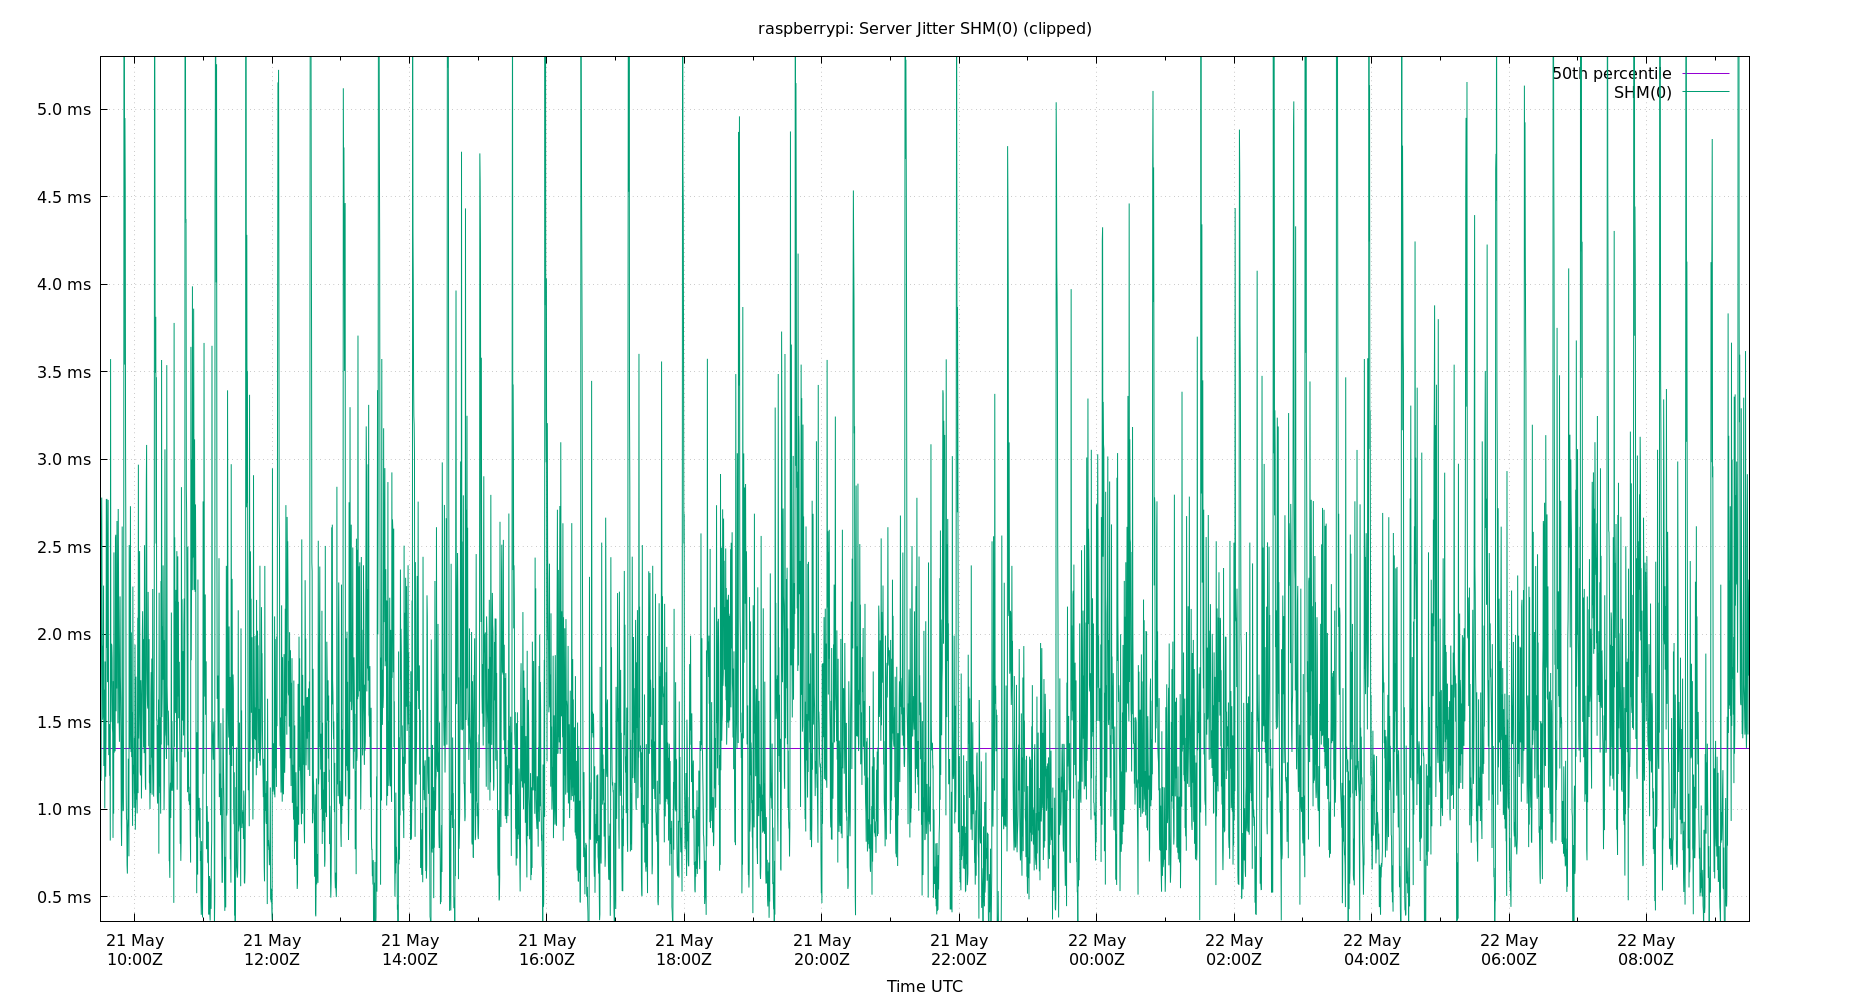 raspberrypi: Server Jitter SHM(0) (clipped)
50th percentile
SHM(0)
5.0 ms
4.5 ms
4.0 ms
3.5 ms
3.0 ms
2.5 ms
2.0 ms
1.5 ms
1.0 ms
0.5 ms
21 May 21 May 21 May 21 May 21 May 21 May 21 May 22 May 22 May 22 May 22 May 22 May
10:00Z 12:00Z 14:00Z 16:00Z 18:00Z 20:00Z 22:00Z 00:00Z 02:00Z 04:00Z 06:00Z 08:00Z
Time UTC